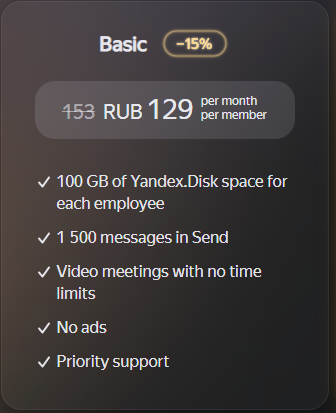 Basic −15%
153 RUB 129 per month
per member
100 GB of Yandex.Disk space for
each employee
1 500 messages in Send
Video meetings with no time
limits
No ads
Priority support